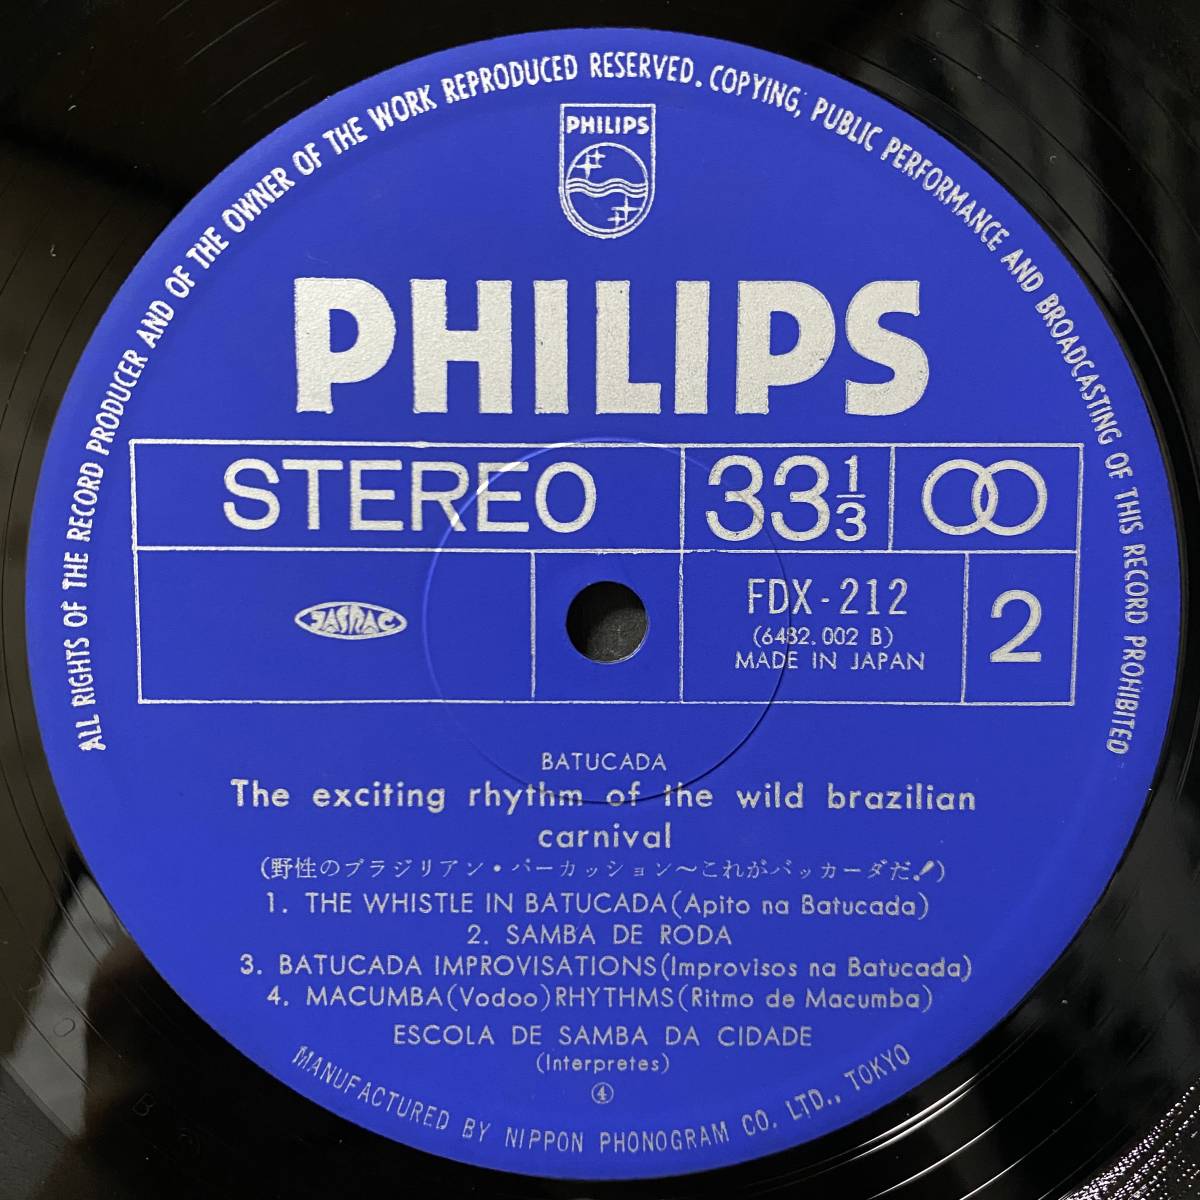 ALL RIGHTS OF THE RECORD PRODUCER AND OF THE OWNER OF THE WORK REPRODUCED RESERVED. COPYING, PUBLIC PERFORMANCE AND BROADCASTING OF THIS RECORD PROHIBITED
PHILIPS
PHILIPS
STEREO
33 1/3
JASRAC
FDX-212
(6482.002 B)
MADE IN JAPAN
2
BATUCADA
The exciting rhythm of the wild brazilian
carnival
(野性のブラジリアン・パーカッション〜これがバッカーダだ!)
1. THE WHISTLE IN BATUCADA(Apito na Batucada)
2. SAMBA DE RODA
3. BATUCADA IMPROVISATIONS(Improvisos na Batucada)
4. MACUMBA(Vodoo)RHYTHMS(Ritmo de Macumba)
ESCOLA DE SAMBA DA CIDADE
(Interpretes)
④
MANUFACTURED BY NIPPON PHONOGRAM CO. LTD., TOKYO
B